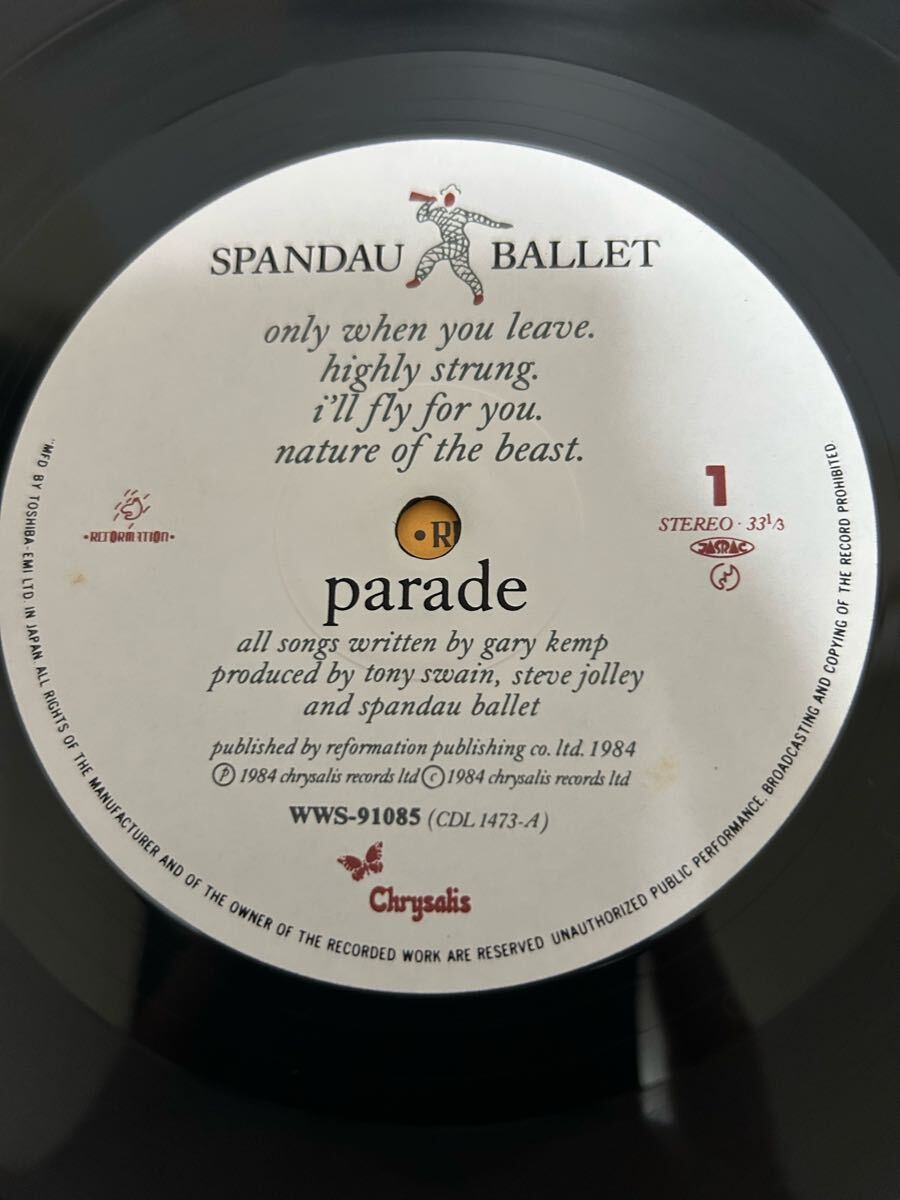 SPANDAU BALLET
only when you leave.
highly strung.
i'll fly for you.
nature of the beast.
1
STEREO · 33 1/3
JASRAC
•REFORMATION•
• RE
parade
all songs written by gary kemp
produced by tony swain, steve jolley
and spandau ballet
published by reformation publishing co. ltd. 1984
Ⓟ 1984 chrysalis records ltd Ⓒ 1984 chrysalis records ltd
WWS-91085 (CDL 1473-A)
Chrysalis
"MFD BY TOSHIBA-EMI LTD. IN JAPAN. ALL RIGHTS OF THE MANUFACTURER AND OF THE OWNER OF THE RECORDED WORK ARE RESERVED UNAUTHORIZED PUBLIC PERFORMANCE. BROADCASTING AND COPYING OF THE RECORD PROHIBITED.